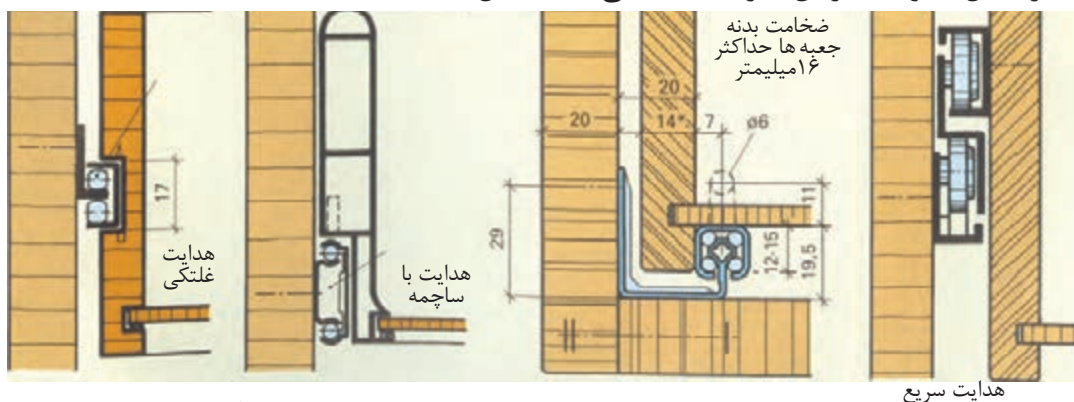 ضخامت بدنه
جعبه ها حداکثر
۱۶میلیمتر
20
20
14*
7
ø6
11
29
12-15
19,5
17
هدایت
غلتکی
هدایت با
ساچمه
هدایت سریع